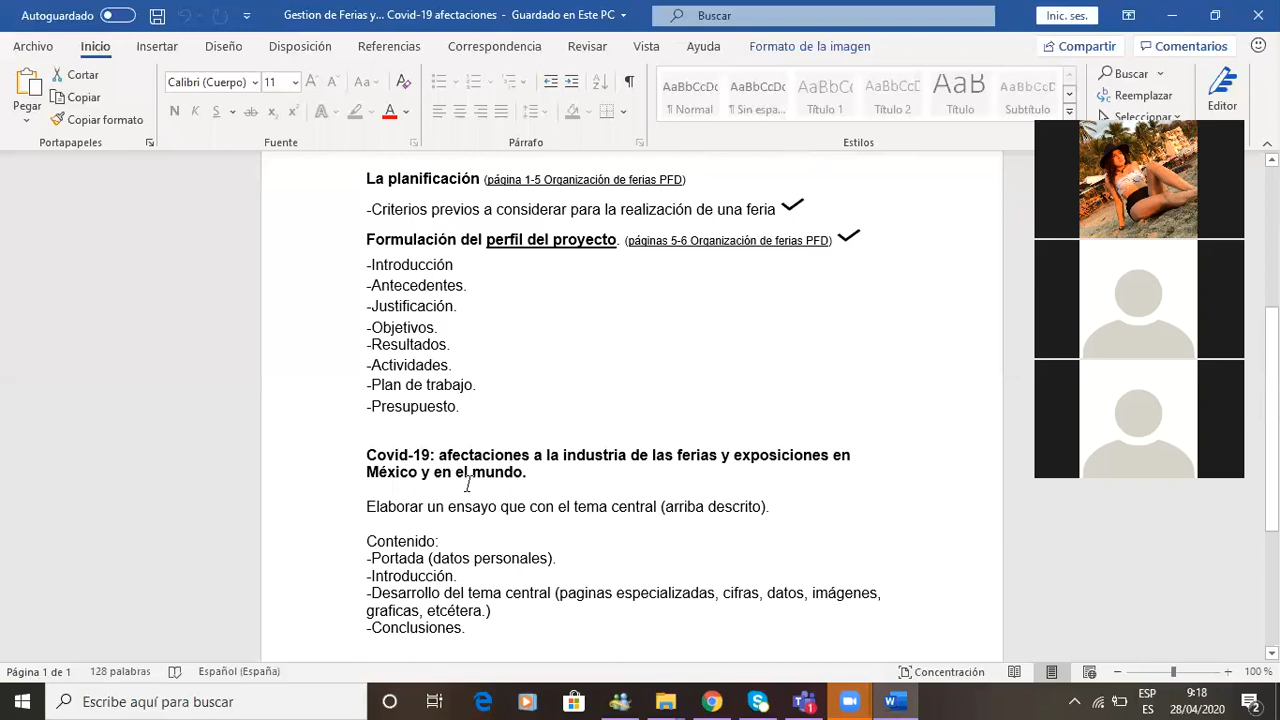 Autoguardado
Gestion de Ferias y ... Covid-19 afectaciones - Guardado en Este PC
Buscar
Inic. ses.
Archivo Inicio Insertar Diseño Disposición Referencias Correspondencia Revisar Vista Ayuda Formato de la imagen Compartir Comentarios
Pegar
Cortar
Copiar
Copiar formato
Portapapeles
Calibri (Cuerpo) 11
N K S ab x₂ x²
Fuente
Párrafo
AaBbCcDc AaBbCcDc AaBbCc AaBbCcD AaB AaBbCcD
¶ Normal ¶ Sin espa... Título 1 Título 2 Título Subtítulo
Estilos
Buscar
Reemplazar
Seleccionar
Editor
La planificación (página 1-5 Organización de ferias PFD)
-Criterios previos a considerar para la realización de una feria
Formulación del perfil del proyecto. (páginas 5-6 Organización de ferias PFD)
-Introducción
-Antecedentes.
-Justificación.
-Objetivos.
-Resultados.
-Actividades.
-Plan de trabajo.
-Presupuesto.
Covid-19: afectaciones a la industria de las ferias y exposiciones en
México y en el mundo.
Elaborar un ensayo que con el tema central (arriba descrito).
Contenido:
-Portada (datos personales).
-Introducción.
-Desarrollo del tema central (paginas especializadas, cifras, datos, imágenes,
graficas, etcétera.)
-Conclusiones.
Página 1 de 1 128 palabras Español (España) Concentración 100 %
Escribe aquí para buscar
ESP
ES
9:18
28/04/2020
2